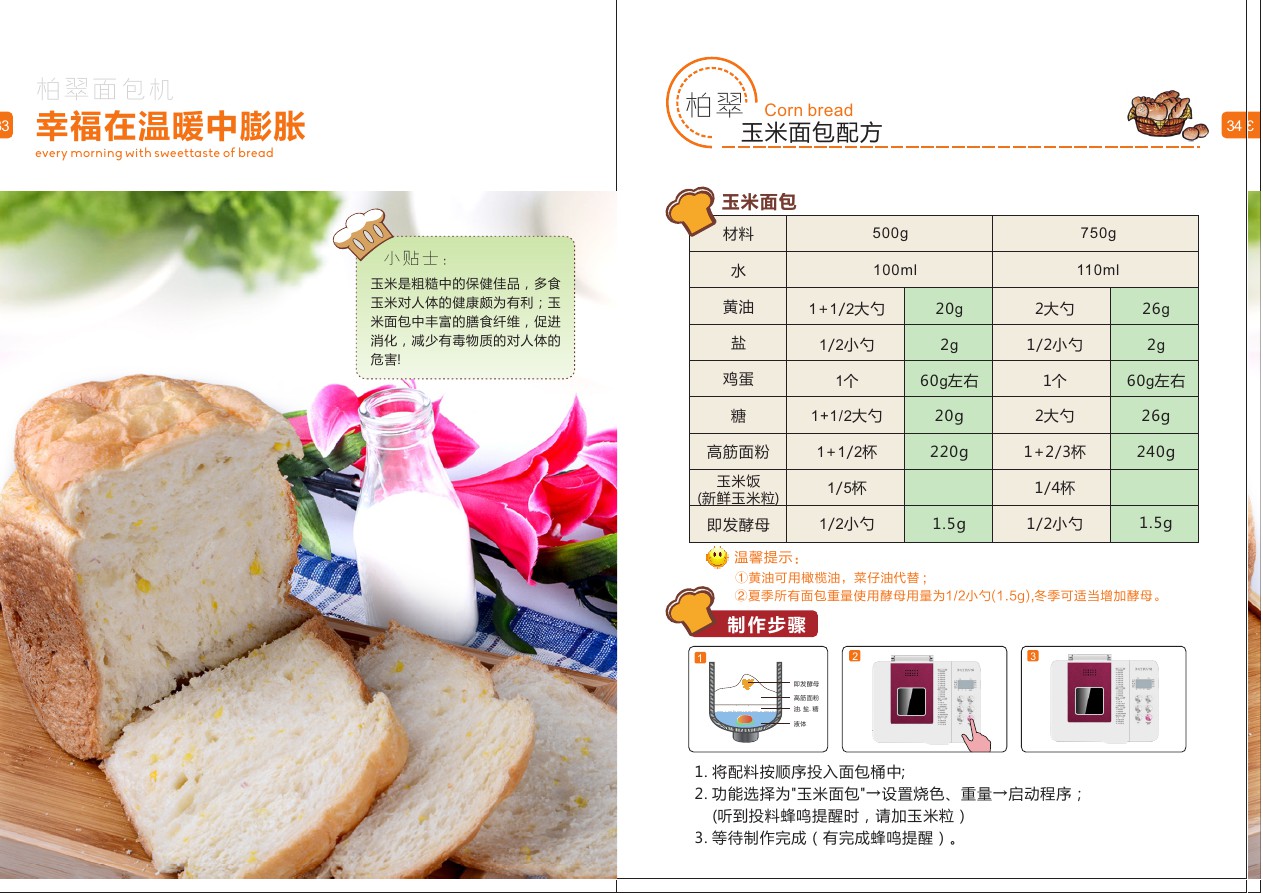 柏翠面包机
33
幸福在温暖中膨胀
every morning with sweettaste of bread
小贴士：
玉米是粗糙中的保健佳品，多食
玉米对人体的健康颇为有利；玉
米面包中丰富的膳食纤维，促进
消化，减少有毒物质的对人体的
危害!
柏翠
Corn bread
玉米面包配方
34
玉米面包
材料 500g 750g
水 100ml 110ml
黄油 1+1/2大勺 20g 2大勺 26g
盐 1/2小勺 2g 1/2小勺 2g
鸡蛋 1个 60g左右 1个 60g左右
糖 1+1/2大勺 20g 2大勺 26g
高筋面粉 1+1/2杯 220g 1+2/3杯 240g
玉米饭
(新鲜玉米粒) 1/5杯 1/4杯
即发酵母 1/2小勺 1.5g 1/2小勺 1.5g
温馨提示：
①黄油可用橄榄油，菜仔油代替；
②夏季所有面包重量使用酵母用量为1/2小勺(1.5g),冬季可适当增加酵母。
制作步骤
1
即发酵母
高筋面粉
油. 盐. 糖
液体
2
3
1. 将配料按顺序投入面包桶中;
2. 功能选择为"玉米面包"→设置烧色、重量→启动程序；
(听到投料蜂鸣提醒时，请加玉米粒）
3. 等待制作完成（有完成蜂鸣提醒）。